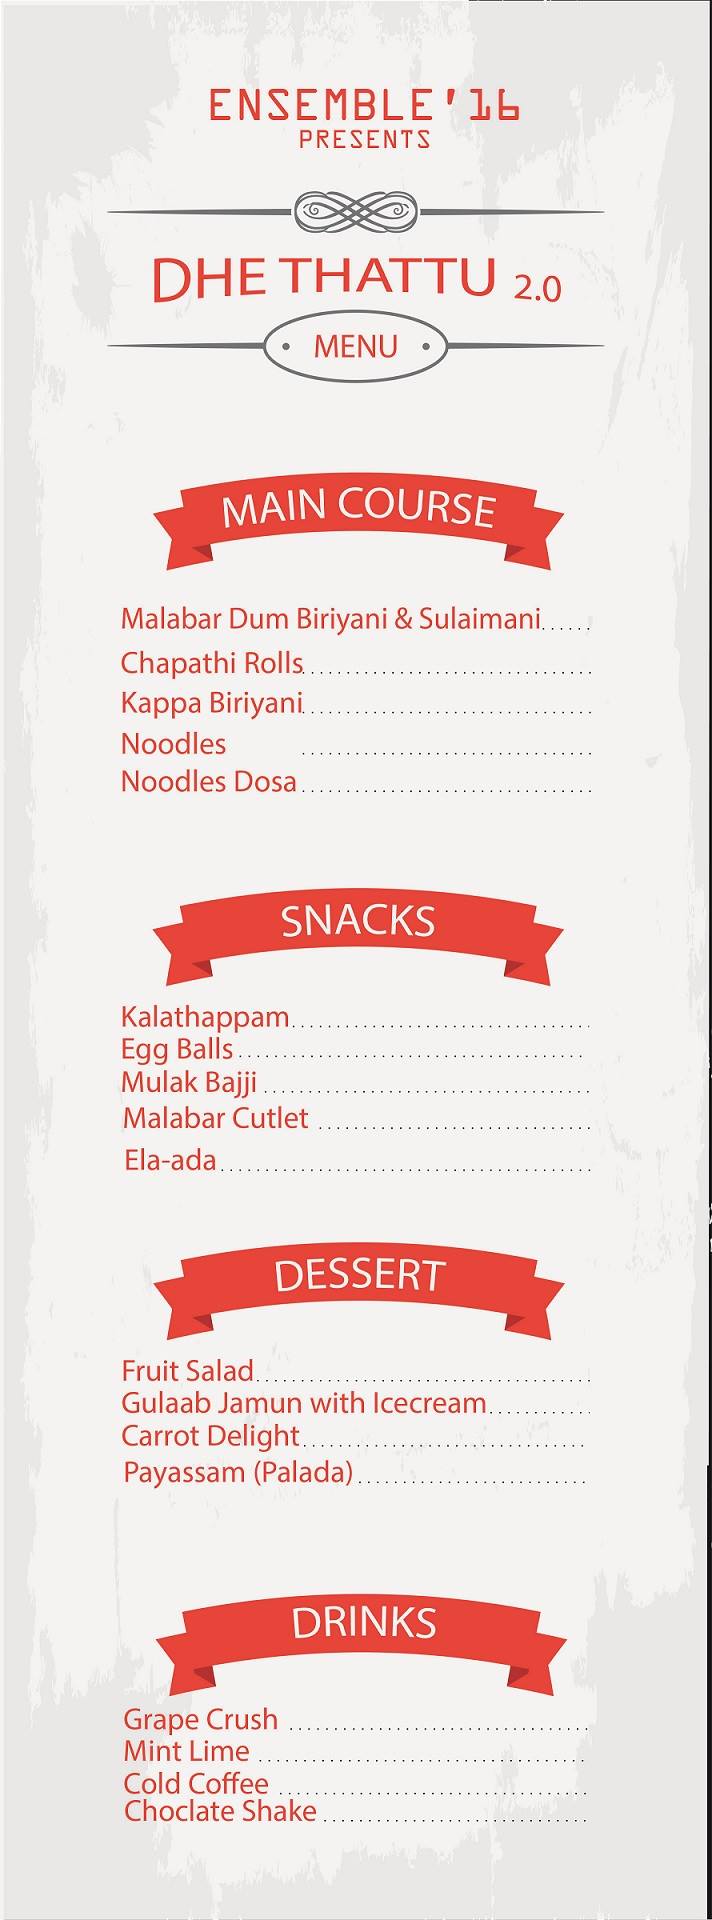 ENSEMBLE'16
PRESENTS
DHE THATTU 2.0
MENU
MAIN COURSE
Malabar Dum Biriyani & Sulaimani......
Chapathi Rolls..............................
Kappa Biriyani..............................
Noodles ..............................
Noodles Dosa..............................
SNACKS
Kalathappam..............................
Egg Balls....................................
Mulak Bajji ..................................
Malabar Cutlet ............................
Ela-ada......................................
DESSERT
Fruit Salad..................................
Gulaab Jamun with Icecream..........
Carrot Delight.............................
Payassam (Palada)........................
DRINKS
Grape Crush ..............................
Mint Lime ..................................
Cold Coffee ................................
Choclate Shake............................